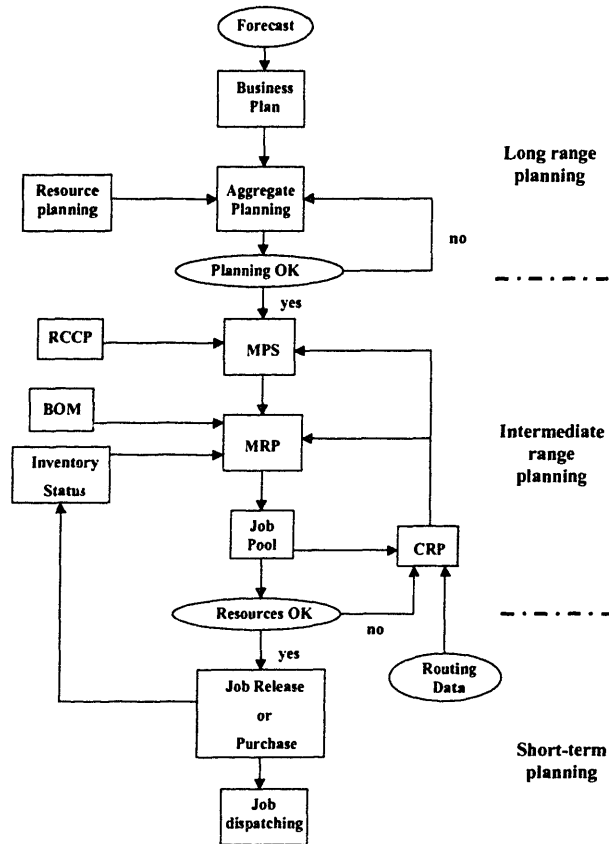 Forecast
Business
Plan
Long range
planning
Resource
planning
Aggregate
Planning
no
Planning OK
yes
RCCP
MPS
BOM
MRP
Intermediate
range
planning
Inventory
Status
Job
Pool
CRP
Resources OK
no
yes
Routing
Data
Job Release
or
Purchase
Short-term
planning
Job
dispatching